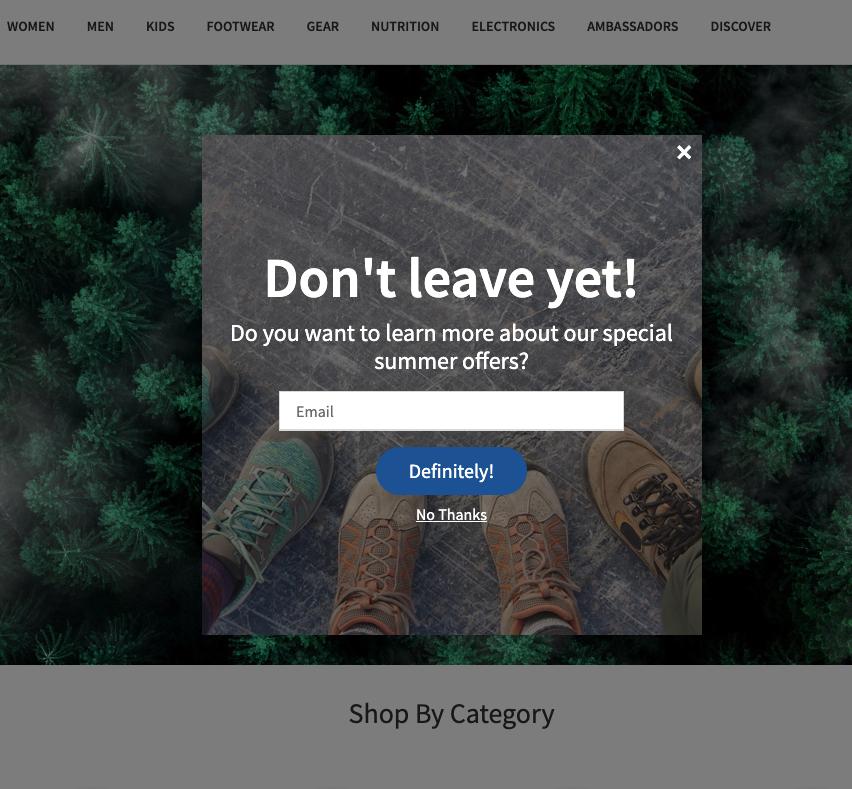 WOMEN MEN KIDS FOOTWEAR GEAR NUTRITION ELECTRONICS AMBASSADORS DISCOVER
×
Don't leave yet!
Do you want to learn more about our special
summer offers?
Email
Definitely!
No Thanks
Shop By Category